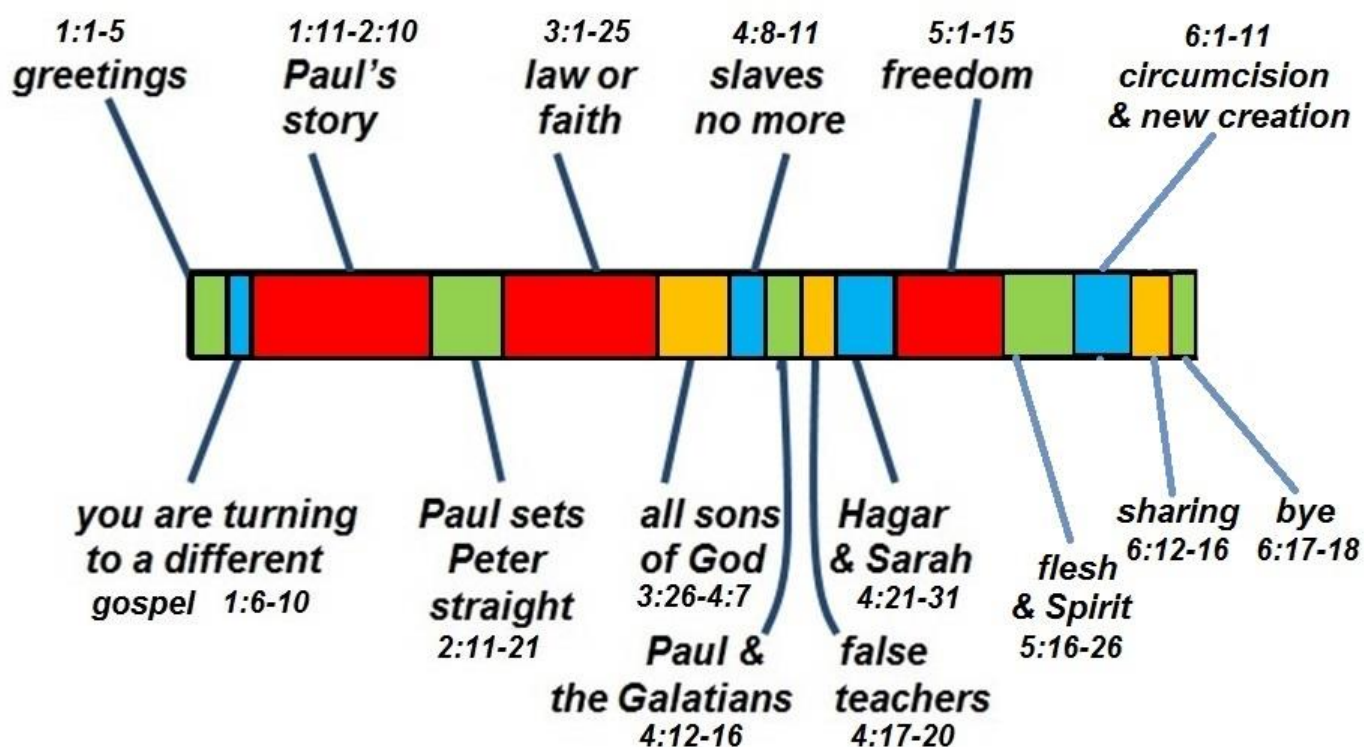 1:1-5
greetings
1:11-2:10
Paul's
story
3:1-25
law or
faith
4:8-11
slaves
no more
5:1-15
freedom
6:1-11
circumcision
& new creation
you are turning
to a different
gospel 1:6-10
Paul sets
Peter
straight
2:11-21
all sons
of God
3:26-4:7
Paul &
the Galatians
4:12-16
Hagar
& Sarah
4:21-31
false
teachers
4:17-20
flesh
& Spirit
5:16-26
sharing
6:12-16
bye
6:17-18